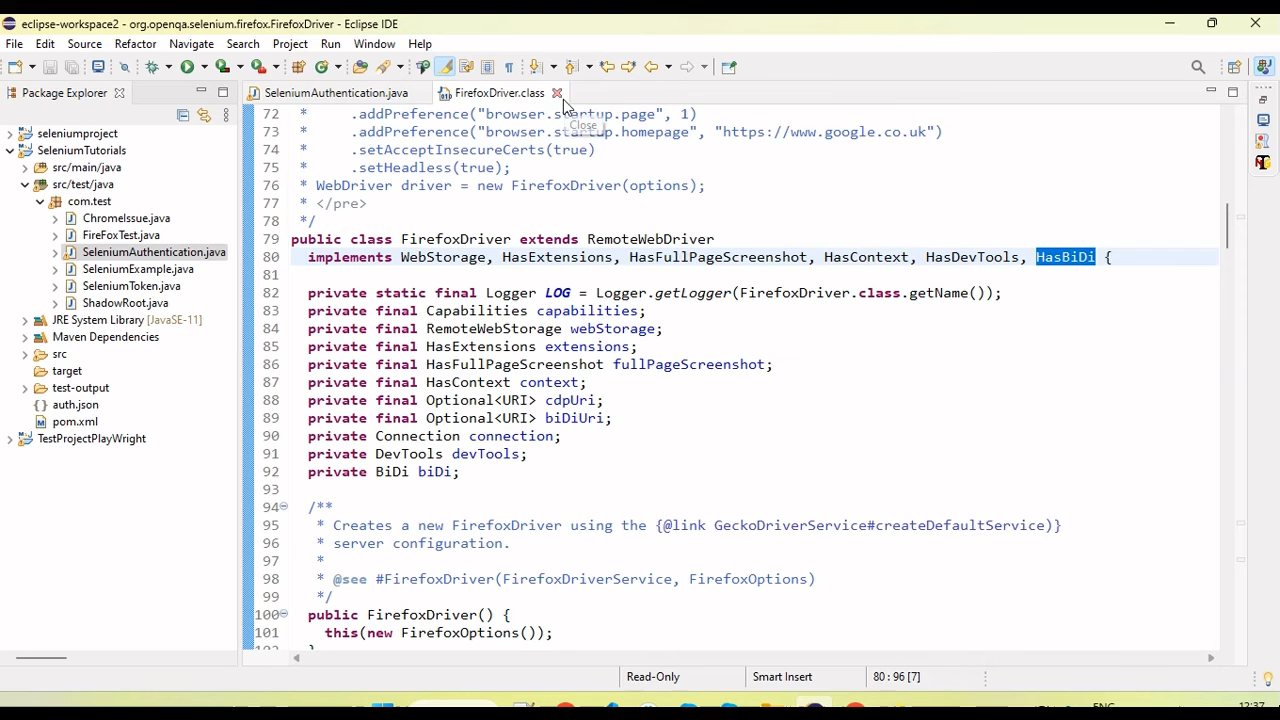 eclipse-workspace2 - org.openqa.selenium.firefox.FirefoxDriver - Eclipse IDE
File Edit Source Refactor Navigate Search Project Run Window Help
Package Explorer
SeleniumAuthentication.java
FirefoxDriver.class
Close
seleniumproject
SeleniumTutorials
src/main/java
src/test/java
com.test
ChromeIssue.java
FireFoxTest.java
SeleniumAuthentication.java
SeleniumExample.java
SeleniumToken.java
ShadowRoot.java
JRE System Library [JavaSE-11]
Maven Dependencies
src
target
test-output
auth.json
pom.xml
TestProjectPlayWright
72 * .addPreference("browser.startup.page", 1)
73 * .addPreference("browser.startup.homepage", "https://www.google.co.uk")
74 * .setAcceptInsecureCerts(true)
75 * .setHeadless(true);
76 * WebDriver driver = new FirefoxDriver(options);
77 * </pre>
78 */
79 public class FirefoxDriver extends RemoteWebDriver
80 implements WebStorage, HasExtensions, HasFullPageScreenshot, HasContext, HasDevTools, HasBiDi {
81
82 private static final Logger LOG = Logger.getLogger(FirefoxDriver.class.getName());
83 private final Capabilities capabilities;
84 private final RemoteWebStorage webStorage;
85 private final HasExtensions extensions;
86 private final HasFullPageScreenshot fullPageScreenshot;
87 private final HasContext context;
88 private final Optional<URI> cdpUri;
89 private final Optional<URI> biDiUri;
90 private Connection connection;
91 private DevTools devTools;
92 private BiDi biDi;
93
94 /**
95 * Creates a new FirefoxDriver using the {@link GeckoDriverService#createDefaultService)}
96 * server configuration.
97 *
98 * @see #FirefoxDriver(FirefoxDriverService, FirefoxOptions)
99 */
100 public FirefoxDriver() {
101 this(new FirefoxOptions());
Read-Only
Smart Insert
80 : 96 [7]
ENG
12:37